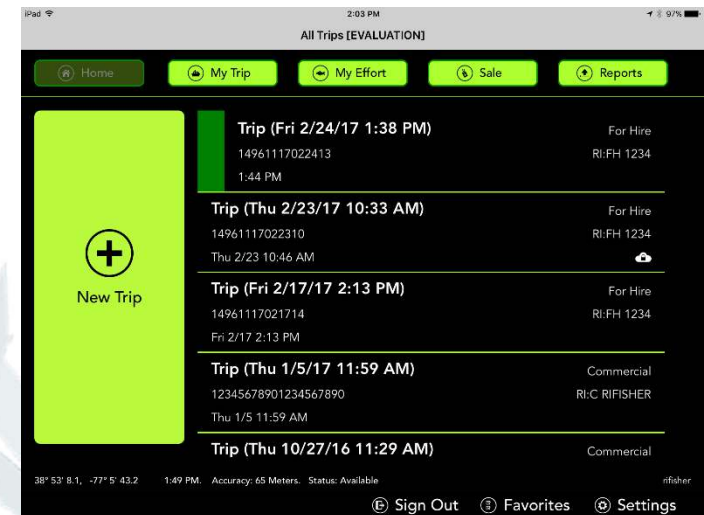 iPad 2:03 PM 97%
All Trips [EVALUATION]
Home My Trip My Effort Sale Reports
Trip (Fri 2/24/17 1:38 PM) For Hire
14961117022413 RI:FH 1234
1:44 PM
Trip (Thu 2/23/17 10:33 AM) For Hire
14961117022310 RI:FH 1234
Thu 2/23 10:46 AM
New Trip
Trip (Fri 2/17/17 2:13 PM) For Hire
14961117021714 RI:FH 1234
Fri 2/17 2:13 PM
Trip (Thu 1/5/17 11:59 AM) Commercial
12345678901234567890 RI:C RIFISHER
Thu 1/5 11:59 AM
Trip (Thu 10/27/16 11:29 AM) Commercial
38° 53' 8.1, -77° 5' 43.2 1:49 PM. Accuracy: 65 Meters. Status: Available rifisher
Sign Out Favorites Settings